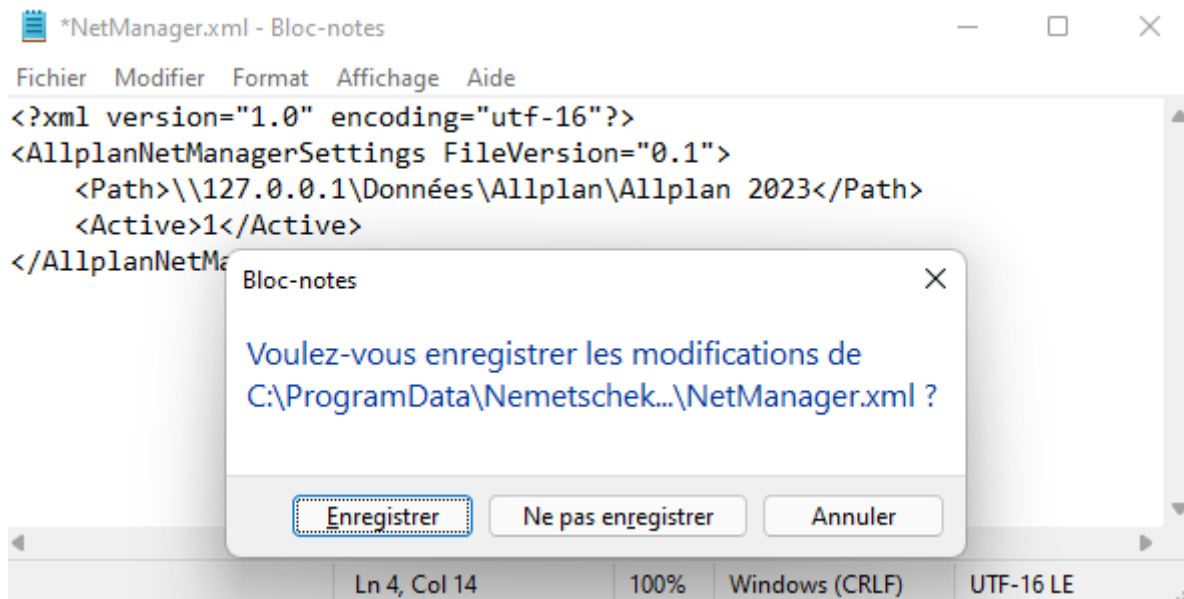 *NetManager.xml - Bloc-notes
Fichier Modifier Format Affichage Aide
<?xml version="1.0" encoding="utf-16"?>
<AllplanNetManagerSettings FileVersion="0.1">
<Path>\\127.0.0.1\Données\Allplan\Allplan 2023</Path>
<Active>1</Active>
</AllplanNetMa
Bloc-notes
Voulez-vous enregistrer les modifications de
C:\ProgramData\Nemetschek...\NetManager.xml ?
Enregistrer Ne pas enregistrer Annuler
Ln 4, Col 14 100% Windows (CRLF) UTF-16 LE